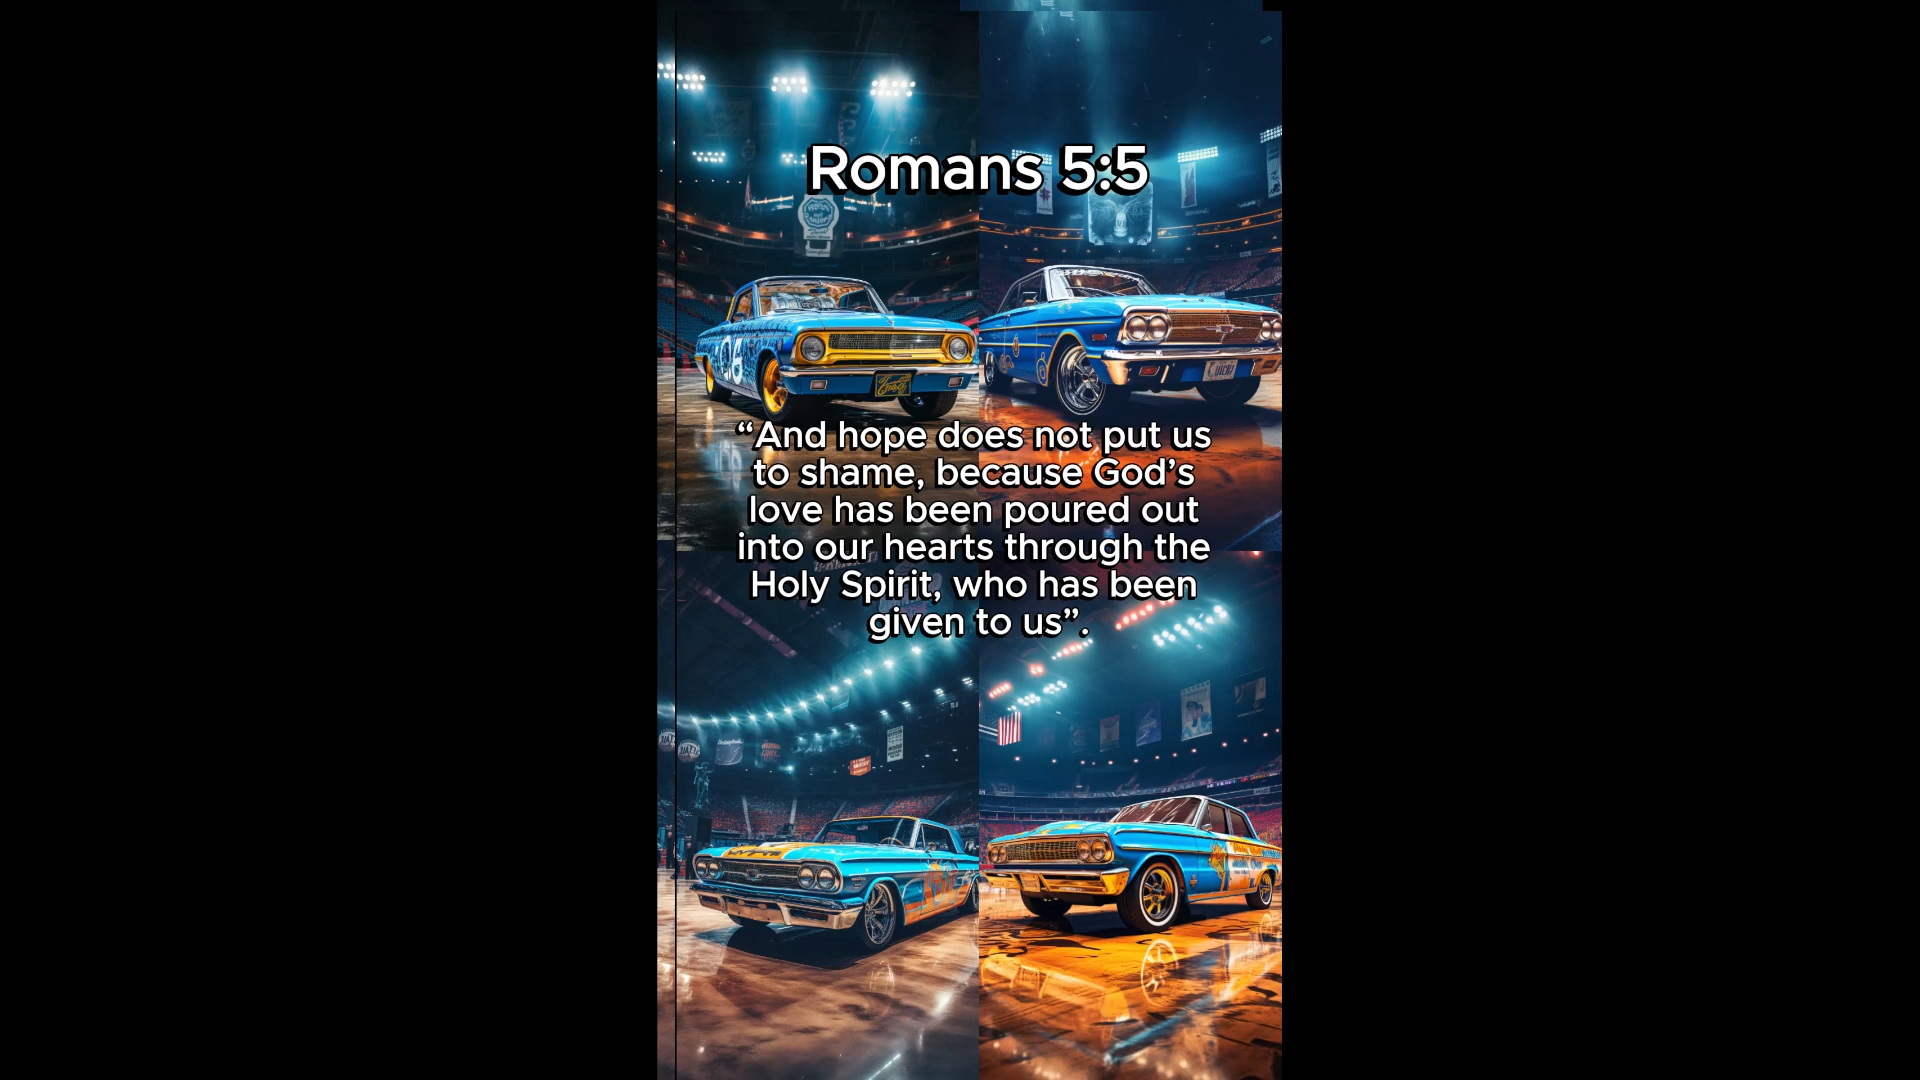 Romans 5:5
“And hope does not put us
to shame, because God’s
love has been poured out
into our hearts through the
Holy Spirit, who has been
given to us”.